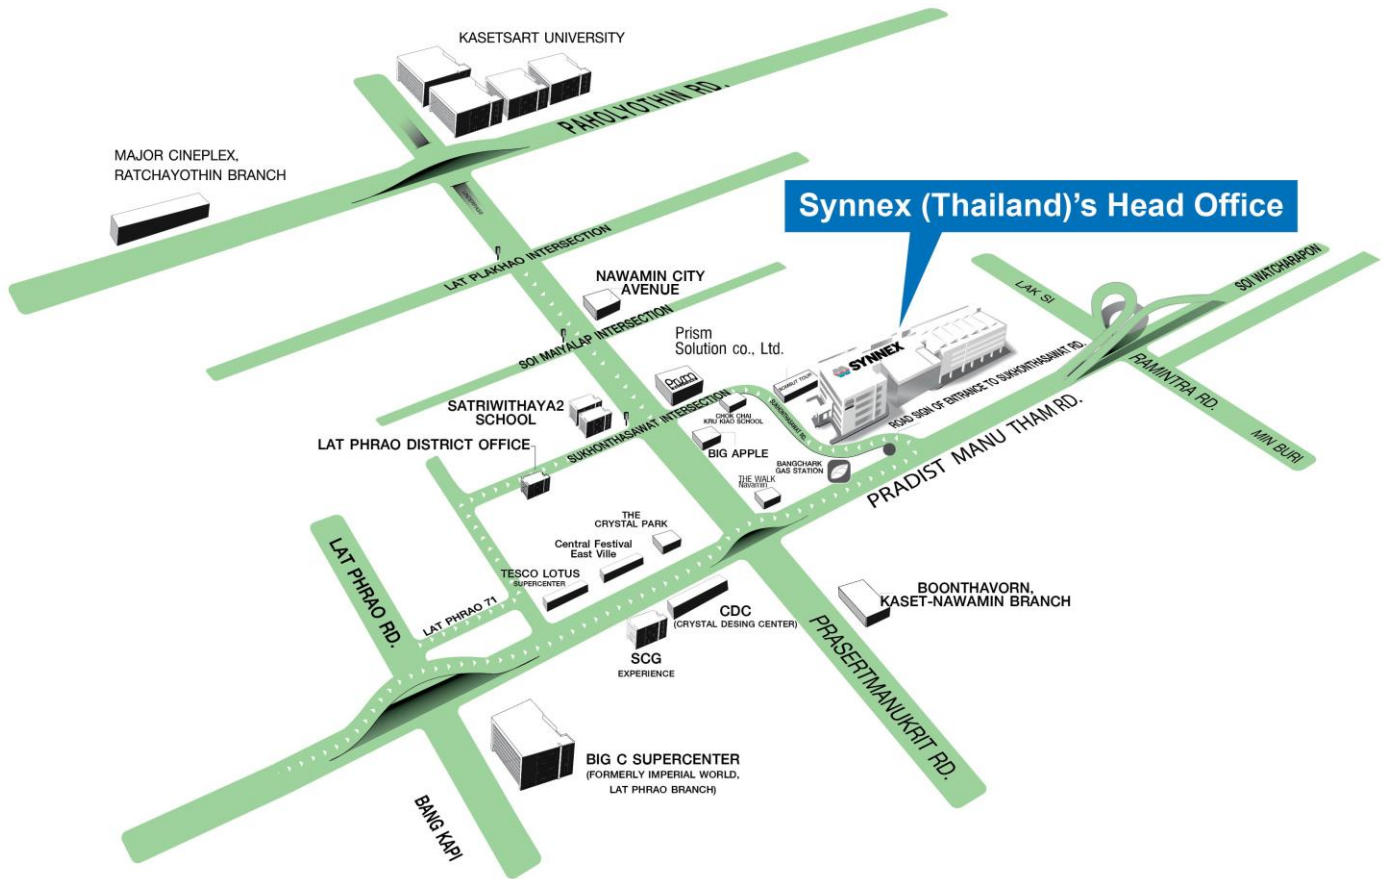 KASETSART UNIVERSITY
PAHOLYOTHIN RD.
MAJOR CINEPLEX,
RATCHAYOTHIN BRANCH
Synnex (Thailand)'s Head Office
LAT PLAKHAO INTERSECTION
NAWAMIN CITY
AVENUE
SOI WATCHARAPON
LAK SI
SOI MAIYALAP INTERSECTION
Prism
Solution co., Ltd.
SYNNEX
RAMINTRA RD.
MIN BURI
ROAD SIGN OF ENTRANCE TO SUKHONTHASAWAT RD.
SOMBUT TOUR
SATRIWITHAYA2
SCHOOL
SUKHONTHASAWAT INTERSECTION
SUKHONTHASAWAT RD.
CHOK CHAI
KRU KIAO SCHOOL
LAT PHRAO DISTRICT OFFICE
BIG APPLE
BANGCHARK
GAS STATION
PRADIST MANU THAM RD.
THE WALK
Navamin
THE
CRYSTAL PARK
Central Festival
East Ville
TESCO LOTUS
SUPERCENTER
LAT PHRAO RD.
LAT PHRAO 71
CDC
(CRYSTAL DESING CENTER)
BOONTHAVORN,
KASET-NAWAMIN BRANCH
SCG
EXPERIENCE
PRASERTMANUKRIT RD.
BIG C SUPERCENTER
(FORMERLY IMPERIAL WORLD,
LAT PHRAO BRANCH)
BANG KAPI